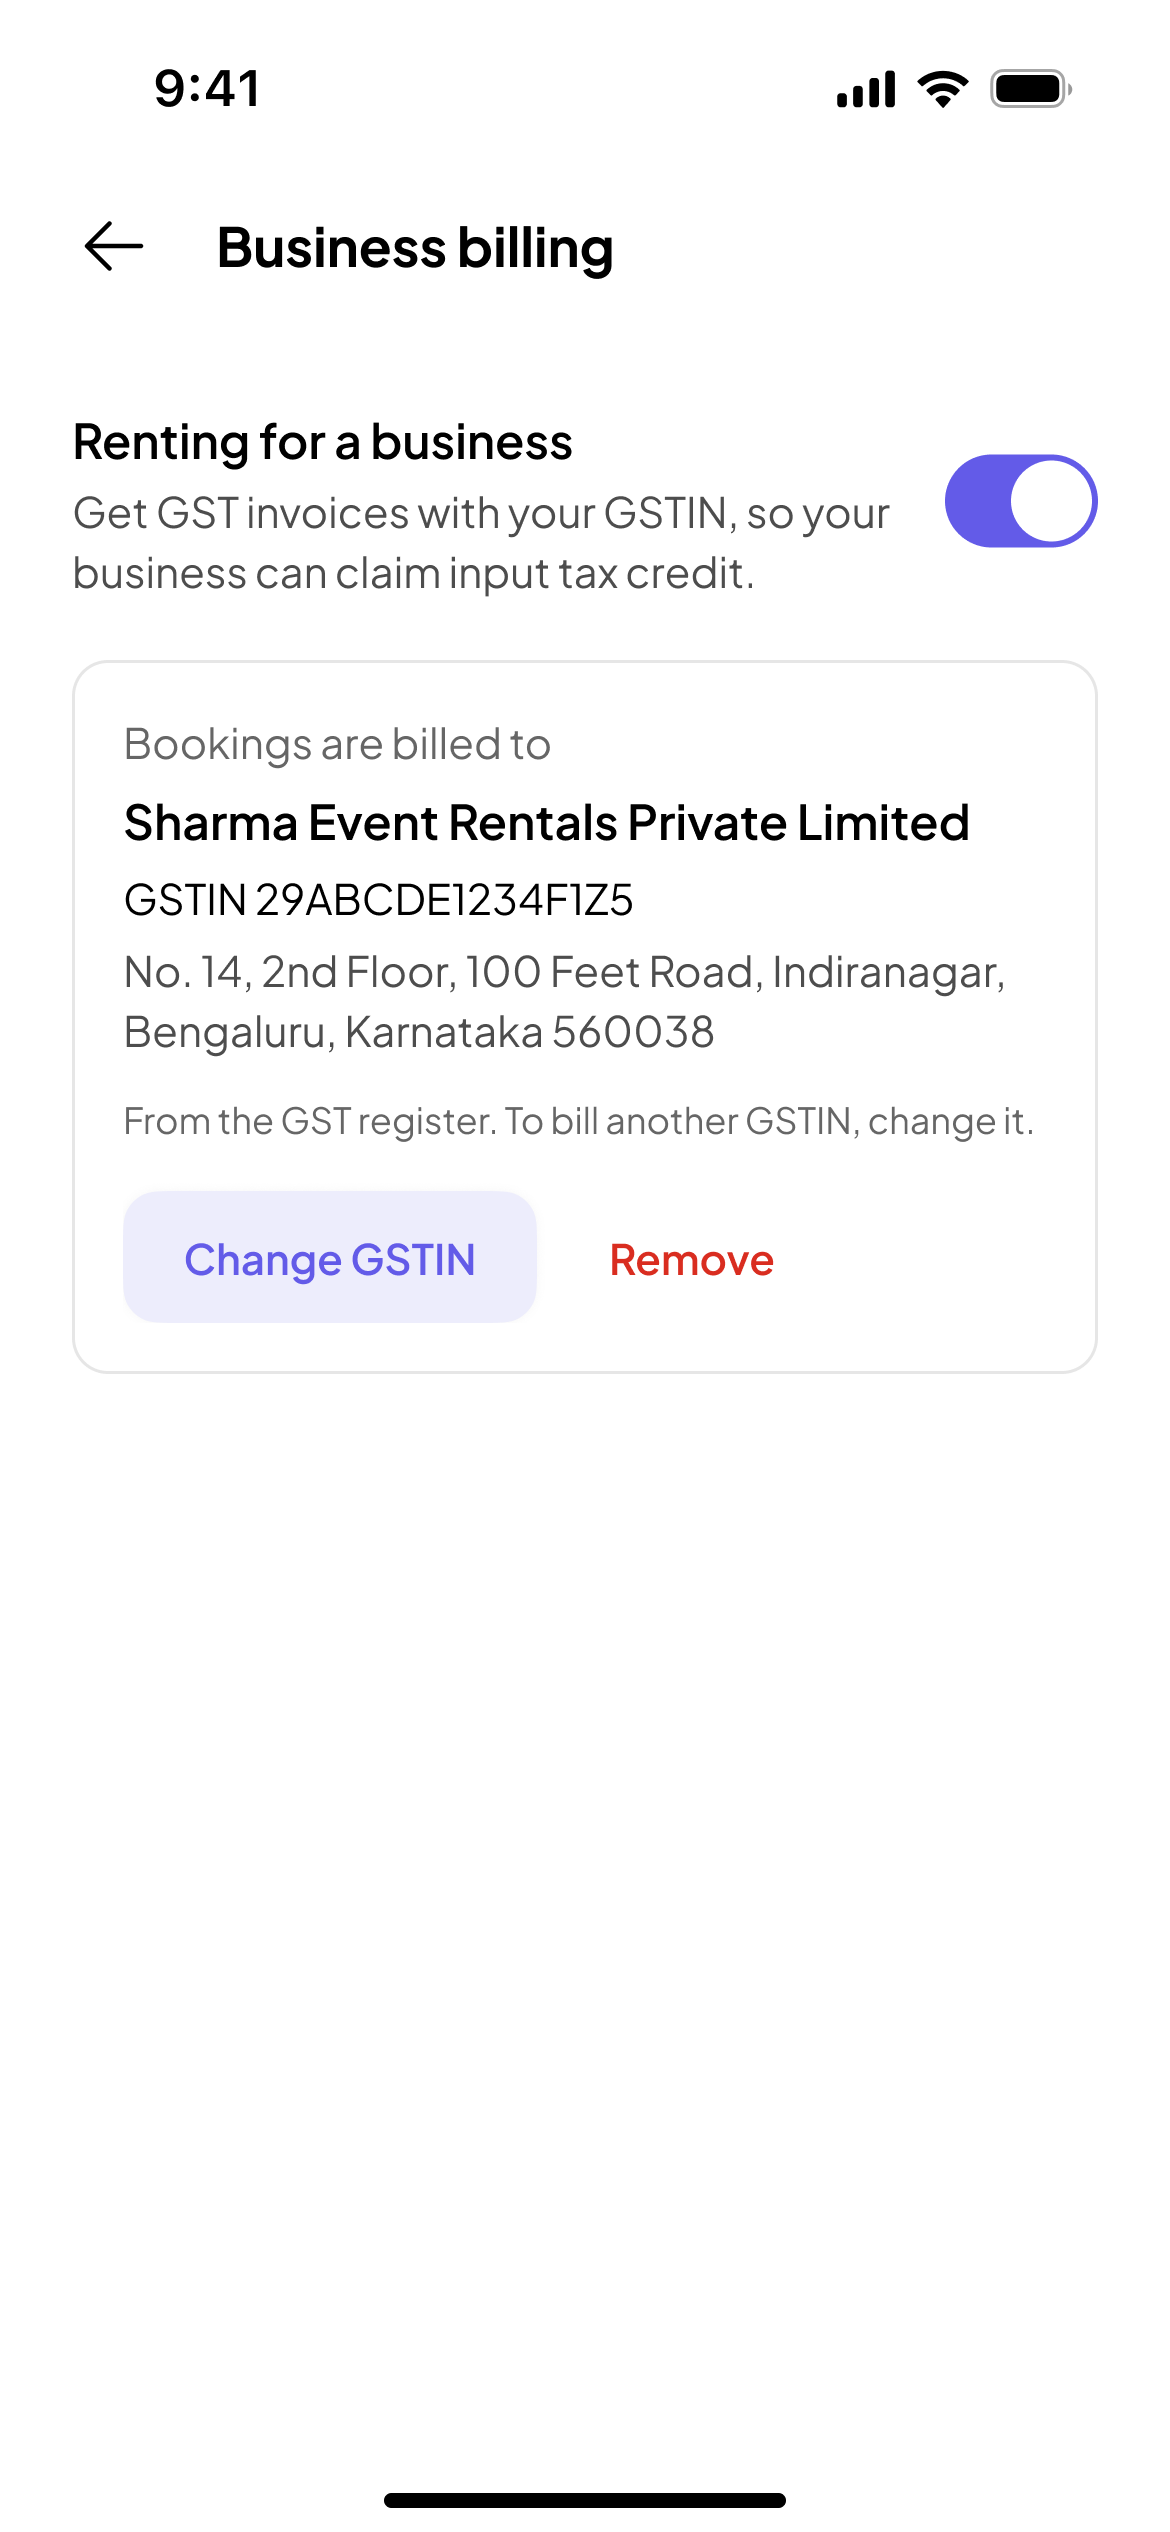 9:41
Business billing
Renting for a business
Get GST invoices with your GSTIN, so your
business can claim input tax credit.
Bookings are billed to
Sharma Event Rentals Private Limited
GSTIN 29ABCDE1234F1Z5
No. 14, 2nd Floor, 100 Feet Road, Indiranagar,
Bengaluru, Karnataka 560038
From the GST register. To bill another GSTIN, change it.
Change GSTIN
Remove